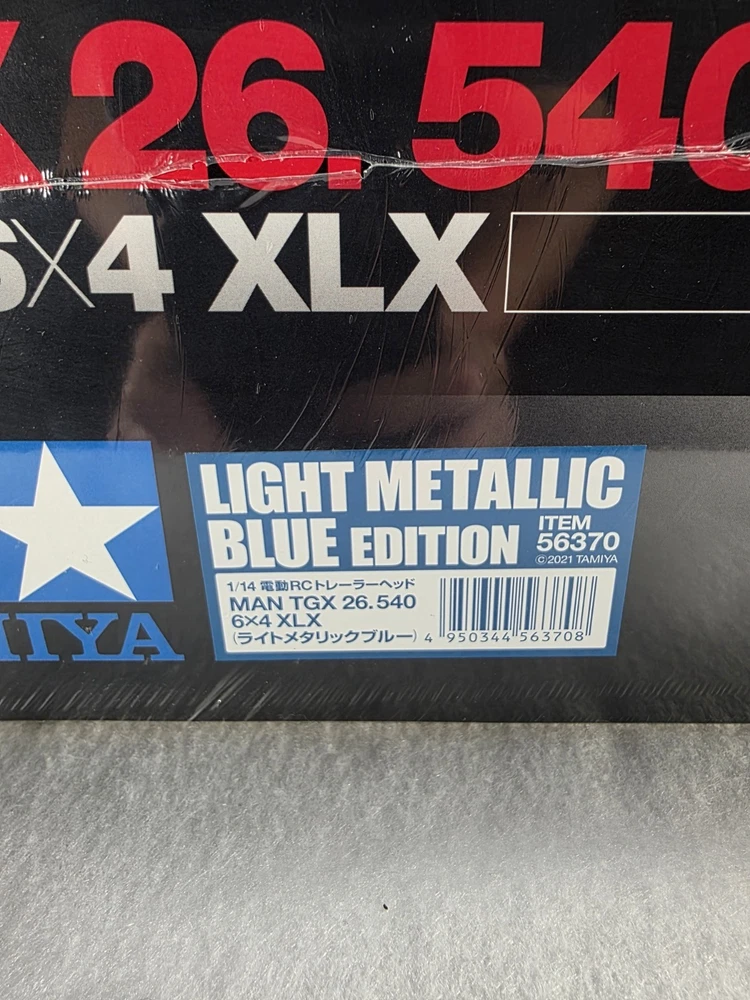 X 26.540
6×4 XLX
MIYA
LIGHT METALLIC
BLUE EDITION
ITEM
56370
©2021 TAMIYA
1/14 電動RCトレーラーヘッド
MAN TGX 26.540
6×4 XLX
(ライトメタリックブルー)
4 950344 563708